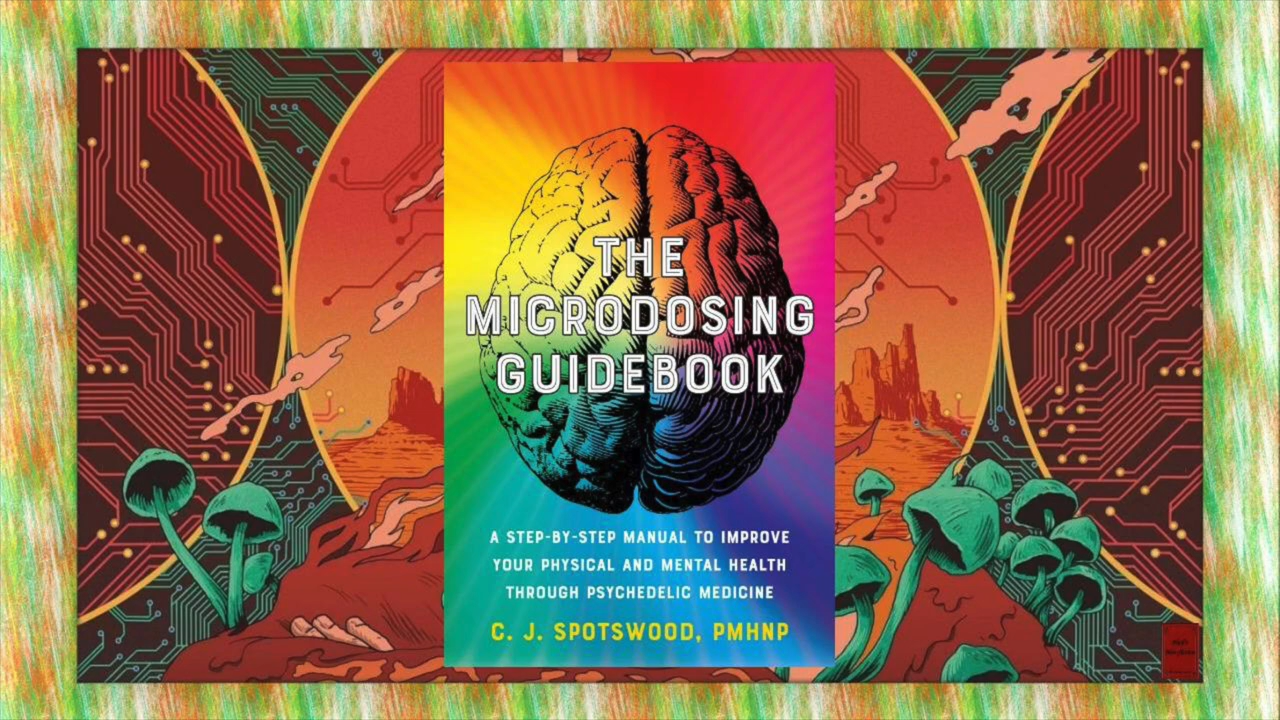 THE
MICRODOSING
GUIDEBOOK
A STEP-BY-STEP MANUAL TO IMPROVE
YOUR PHYSICAL AND MENTAL HEALTH
THROUGH PSYCHEDELIC MEDICINE
C. J. SPOTSWOOD, PMHNP